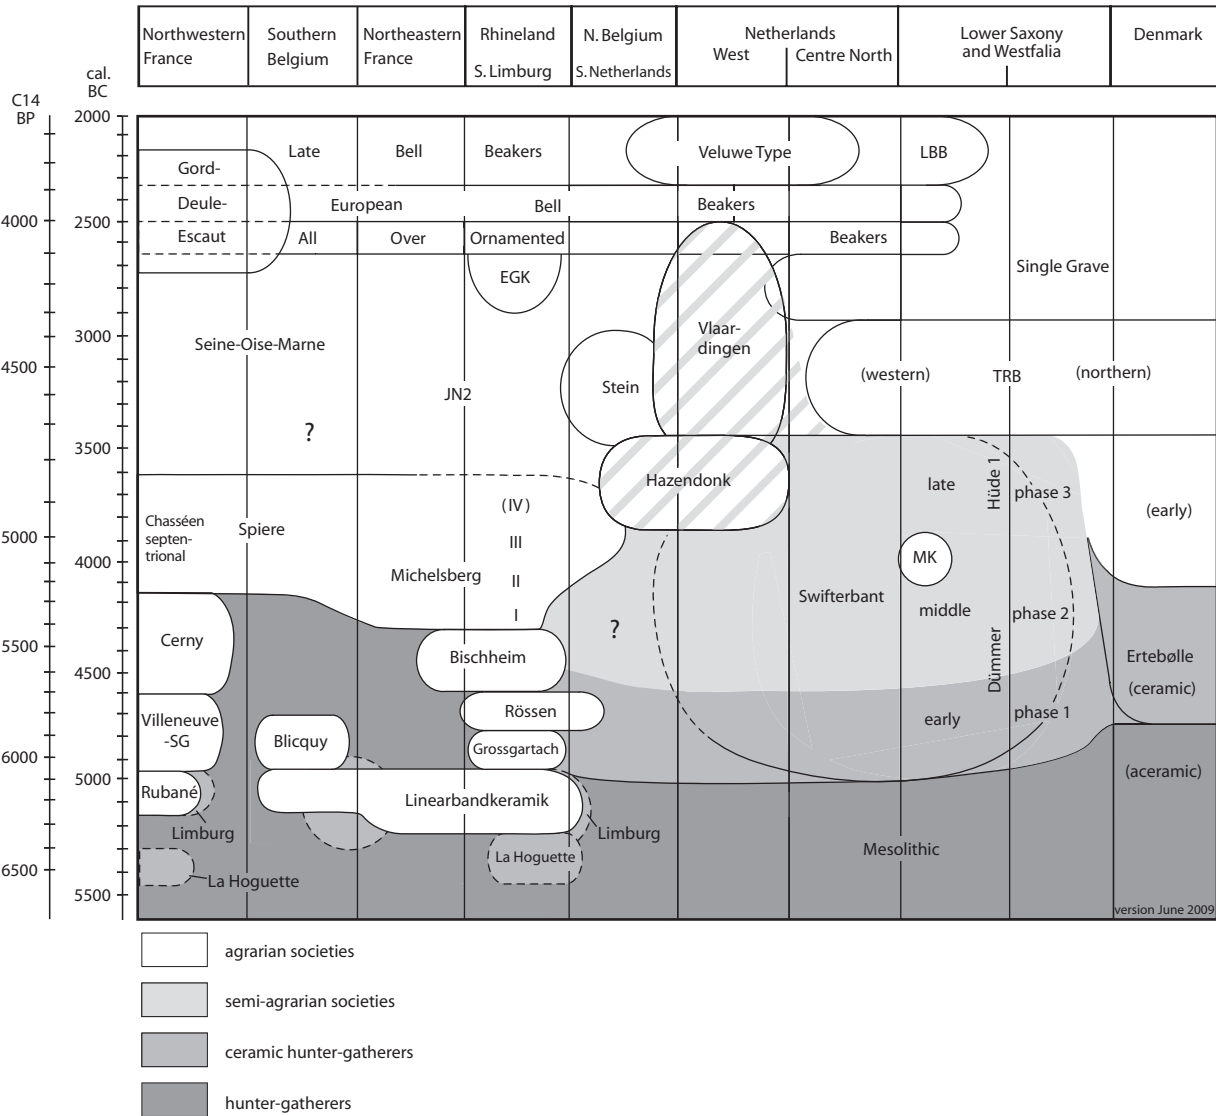 Northwestern
France
Southern
Belgium
Northeastern
France
Rhineland
S. Limburg
N. Belgium
S. Netherlands
Netherlands
West
Centre North
Lower Saxony
and Westfalia
Denmark
cal.
BC
C14
BP
2000
2500
3000
3500
4000
4500
5000
5500
4000
4500
5000
5500
6000
6500
Late
Bell
Beakers
Veluwe Type
LBB
Gord-
Deule-
Escaut
European
Bell
Beakers
All
Over
Ornamented
Beakers
EGK
Single Grave
Seine-Oise-Marne
Vlaar-
dingen
Stein
JN2
(western)
TRB
(northern)
?
Hazendonk
late
Hüde 1
phase 3
(early)
Chasséen
septen-
trional
Spiere
(IV)
III
II
I
Michelsberg
MK
Swifterbant
middle
phase 2
Dümmer
?
Cerny
Bischheim
Ertebølle
(ceramic)
Rössen
early
phase 1
Villeneuve
-SG
Blicquy
Grossgartach
(aceramic)
Rubané
Linearbandkeramik
Limburg
Limburg
La Hoguette
La Hoguette
Mesolithic
version June 2009
agrarian societies
semi-agrarian societies
ceramic hunter-gatherers
hunter-gatherers